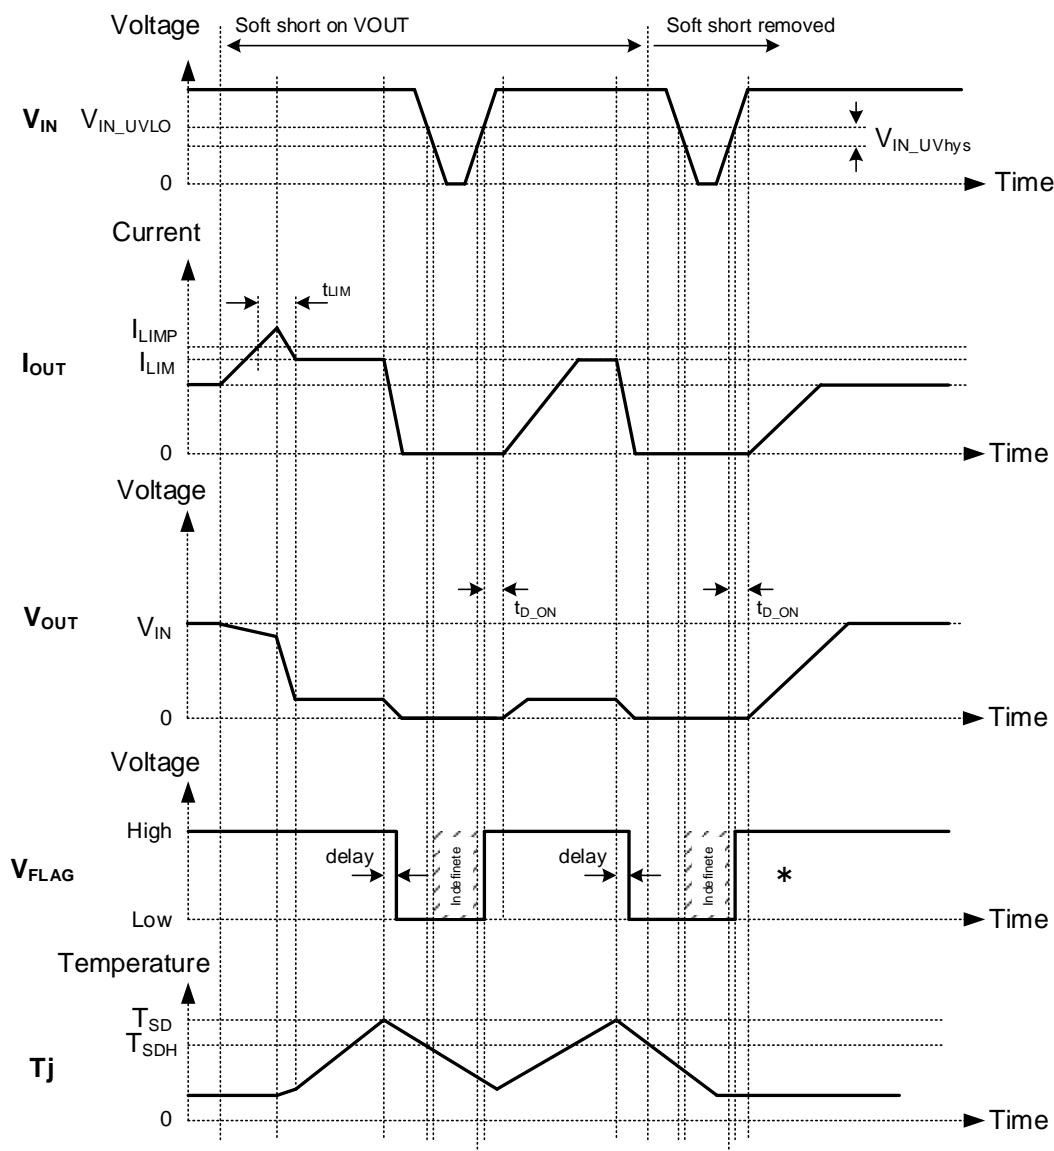 Voltage
Soft short on VOUT
Soft short removed
VIN
VIN_UVLO
VIN_UVhys
0
Time
Current
tLIM
ILIMP
IOUT
ILIM
0
Time
Voltage
tD_ON
tD_ON
VOUT
VIN
0
Time
Voltage
High
delay
Indefinete
delay
Indefinete
VFLAG
*
Low
Time
Temperature
TSD
TSDH
Tj
0
Time